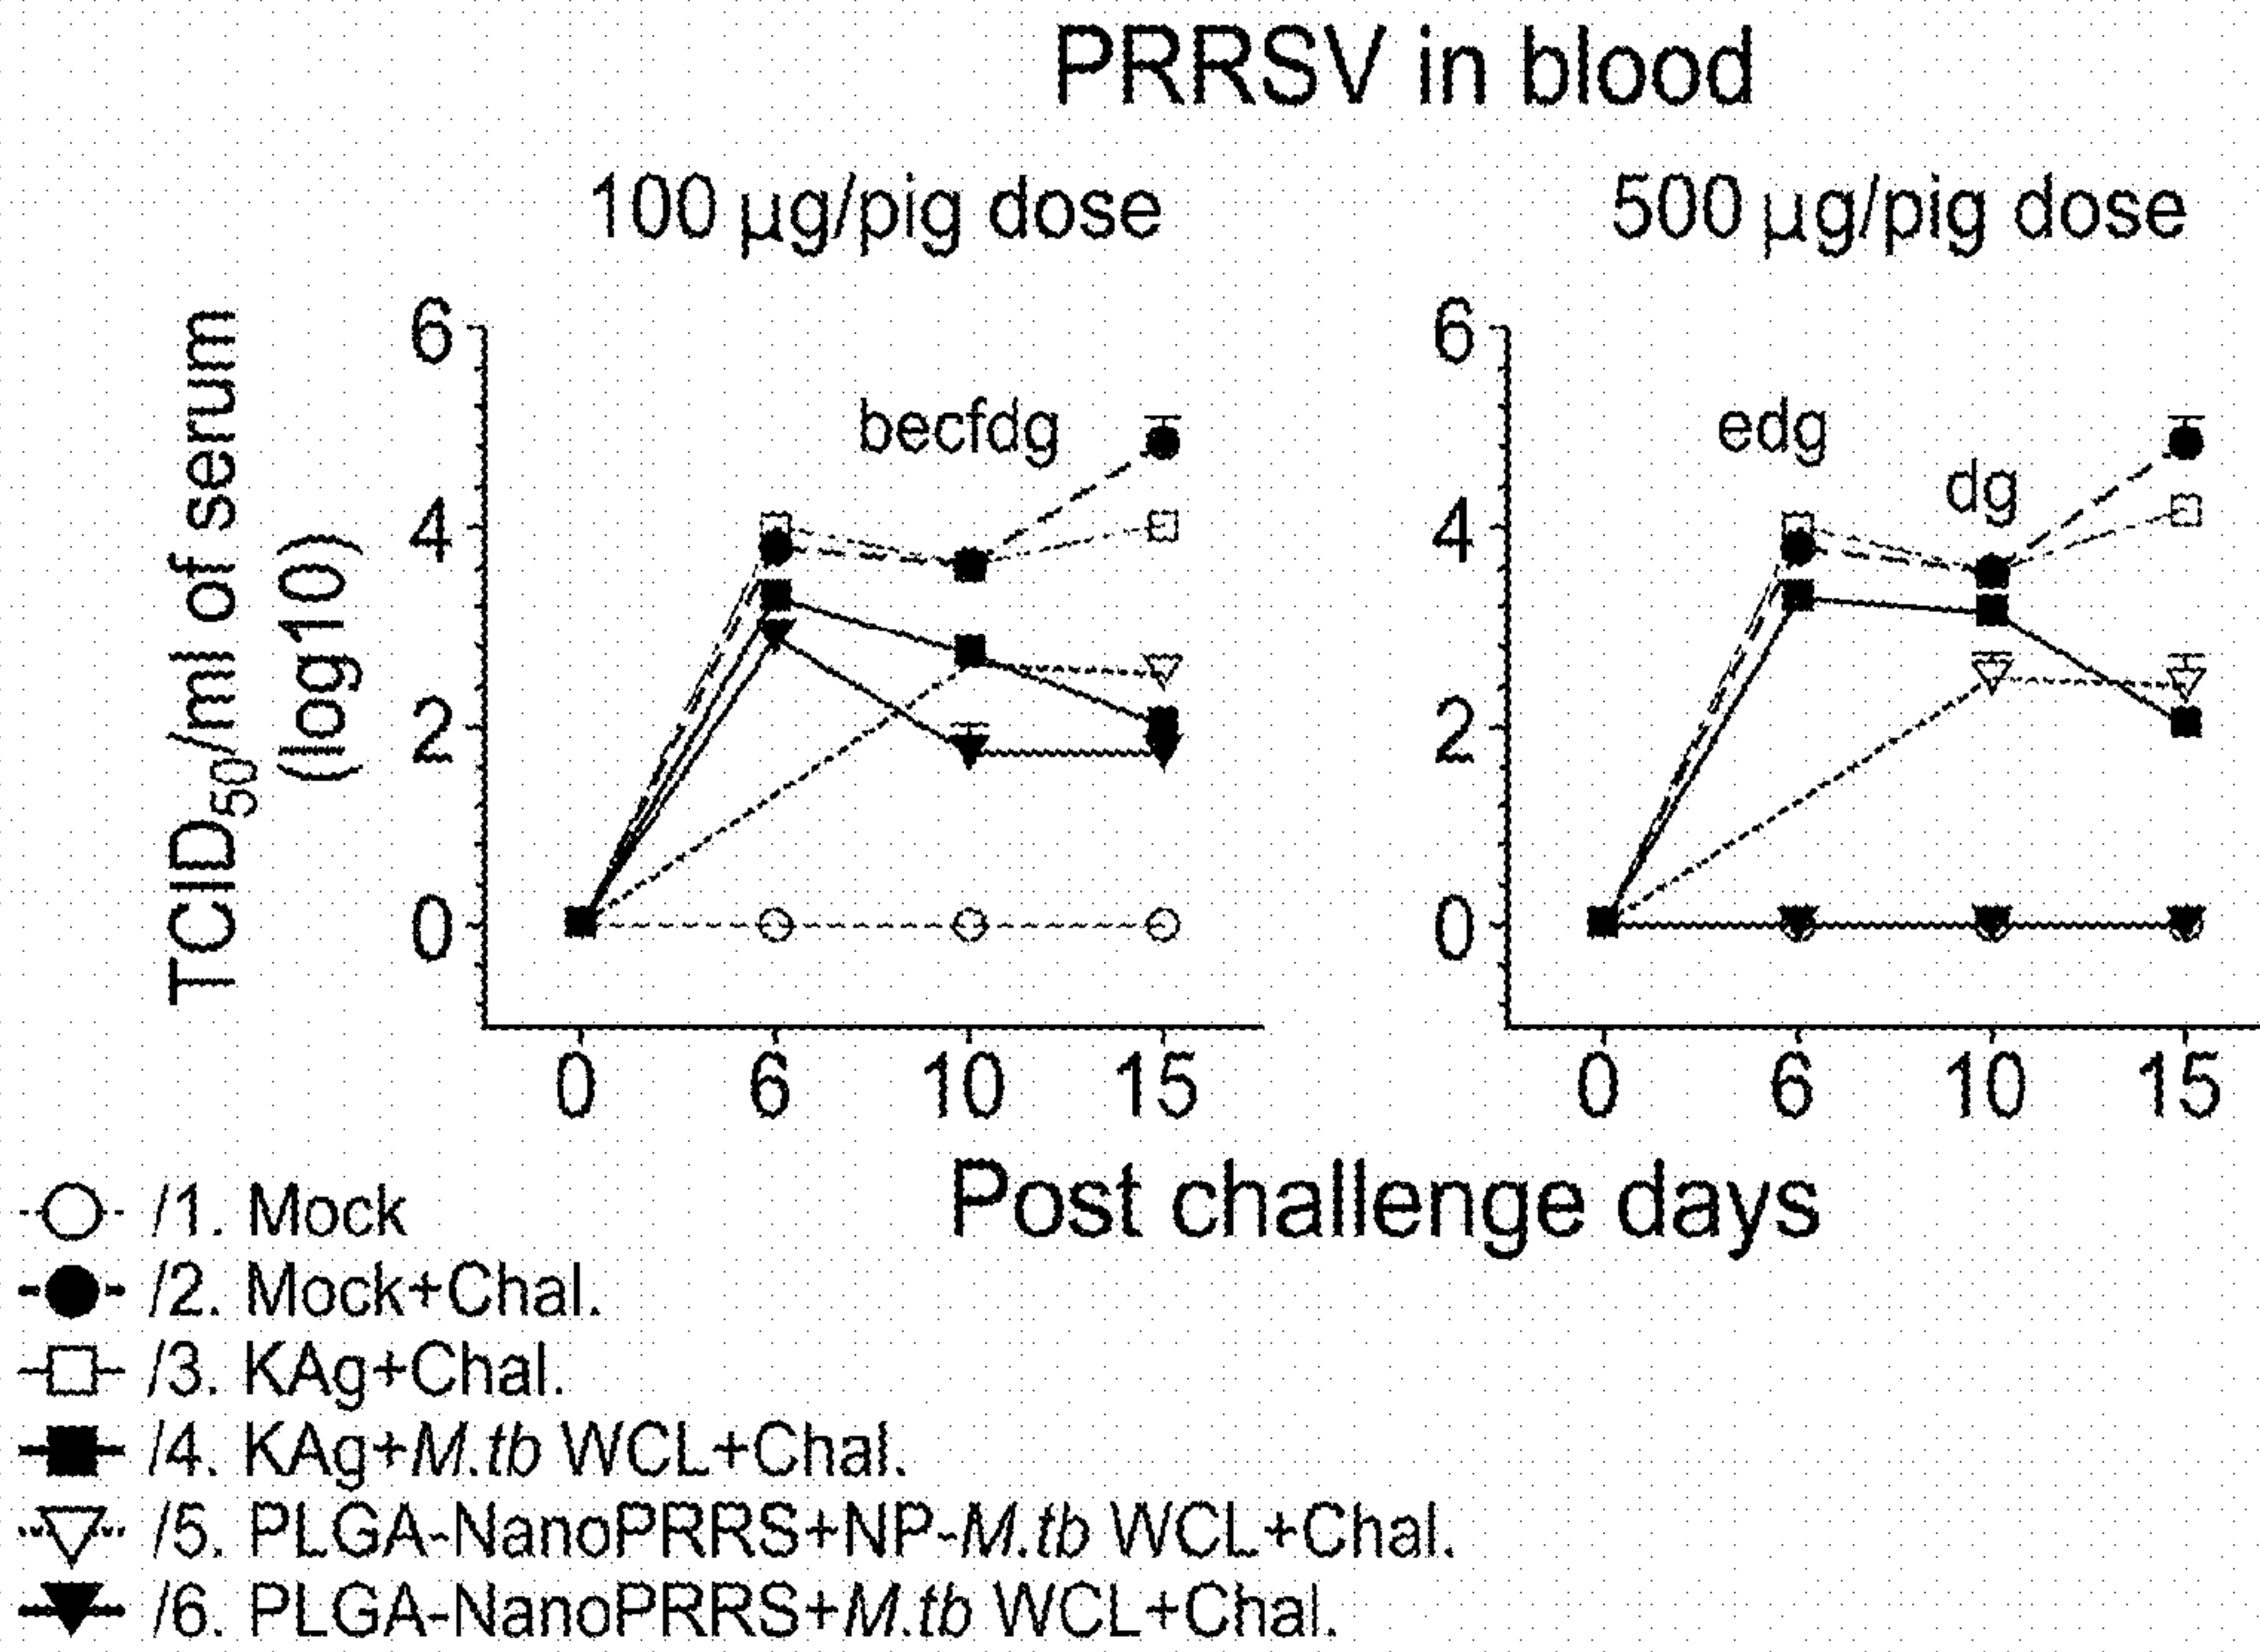 PRRSV in blood
100 µg/pig dose
500 µg/pig dose
TCID50/ml of serum
(log10)
6
4
2
0
becfdg
0 6 10 15
6
4
2
0
edg
dg
0 6 10 15
Post challenge days
/1. Mock
/2. Mock+Chal.
/3. KAg+Chal.
/4. KAg+M.tb WCL+Chal.
/5. PLGA-NanoPRRS+NP-M.tb WCL+Chal.
/6. PLGA-NanoPRRS+M.tb WCL+Chal.